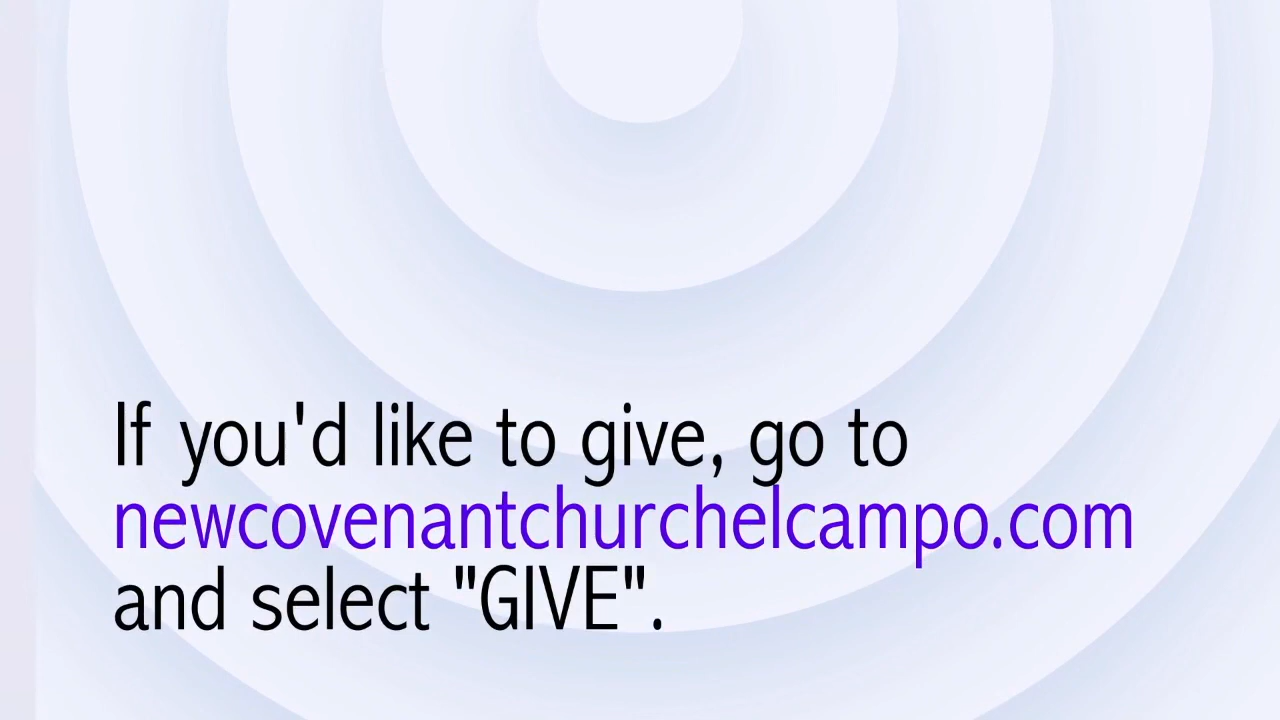 If you'd like to give, go to
newcovenantchurchelcampo.com
and select "GIVE".